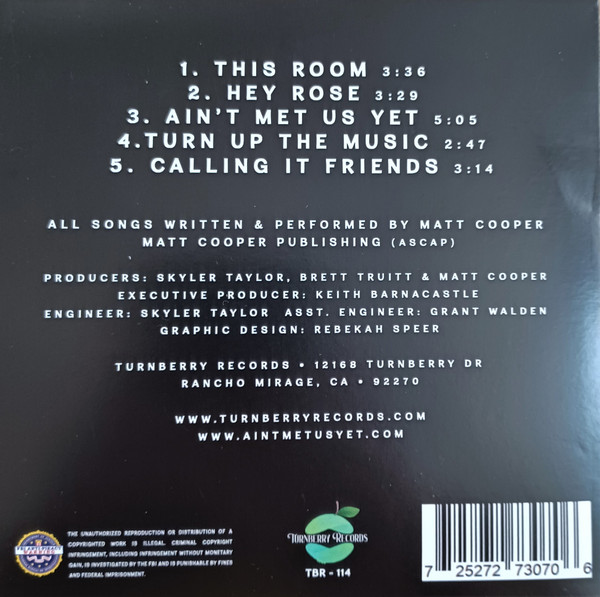 1. THIS ROOM 3:36
2. HEY ROSE 3:29
3. AIN'T MET US YET 5:05
4.TURN UP THE MUSIC 2:47
5. CALLING IT FRIENDS 3:14
ALL SONGS WRITTEN & PERFORMED BY MATT COOPER
MATT COOPER PUBLISHING (ASCAP)
PRODUCERS: SKYLER TAYLOR, BRETT TRUITT & MATT COOPER
EXECUTIVE PRODUCER: KEITH BARNACASTLE
ENGINEER: SKYLER TAYLOR ASST. ENGINEER: GRANT WALDEN
GRAPHIC DESIGN: REBEKAH SPEER
TURNBERRY RECORDS • 12168 TURNBERRY DR
RANCHO MIRAGE, CA • 92270
WWW.TURNBERRYRECORDS.COM
WWW.AINTMETUSYET.COM
THE UNAUTHORIZED REPRODUCTION OR DISTRIBUTION OF A
COPYRIGHTED WORK IS ILLEGAL. CRIMINAL COPYRIGHT
INFRINGEMENT, INCLUDING INFRINGEMENT WITHOUT MONETARY
GAIN, IS INVESTIGATED BY THE FBI AND IS PUNISHABLE BY FINES
AND FEDERAL IMPRISONMENT.
TURNBERRY RECORDS
TBR - 114
7 25272 73070 6